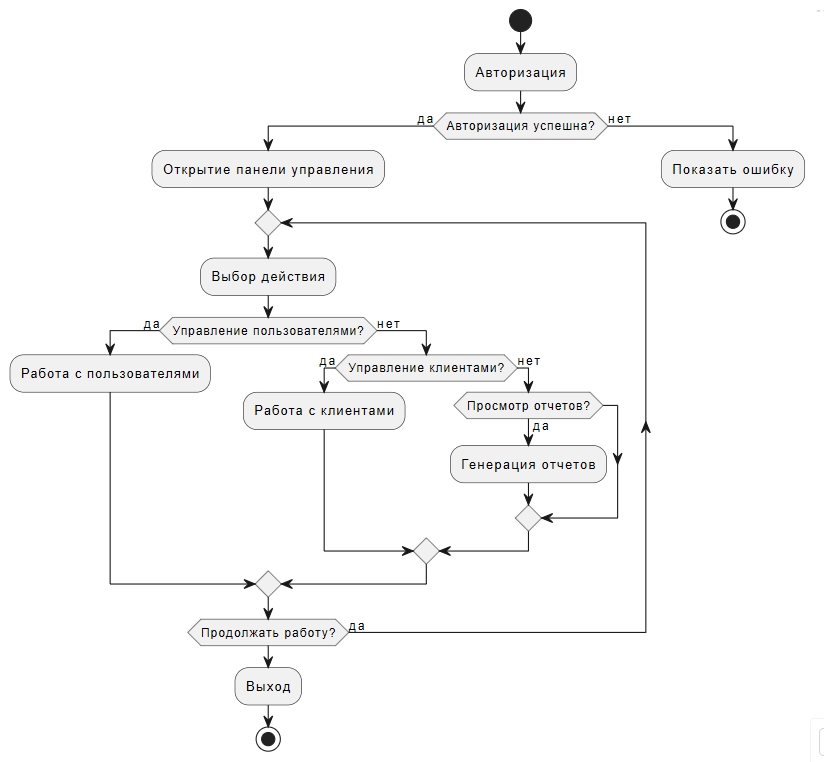 Авторизация
да
Авторизация успешна?
нет
Открытие панели управления
Показать ошибку
Выбор действия
да
Управление пользователями?
нет
Работа с пользователями
да
Управление клиентами?
нет
Работа с клиентами
Просмотр отчетов?
да
Генерация отчетов
Продолжать работу?
да
Выход